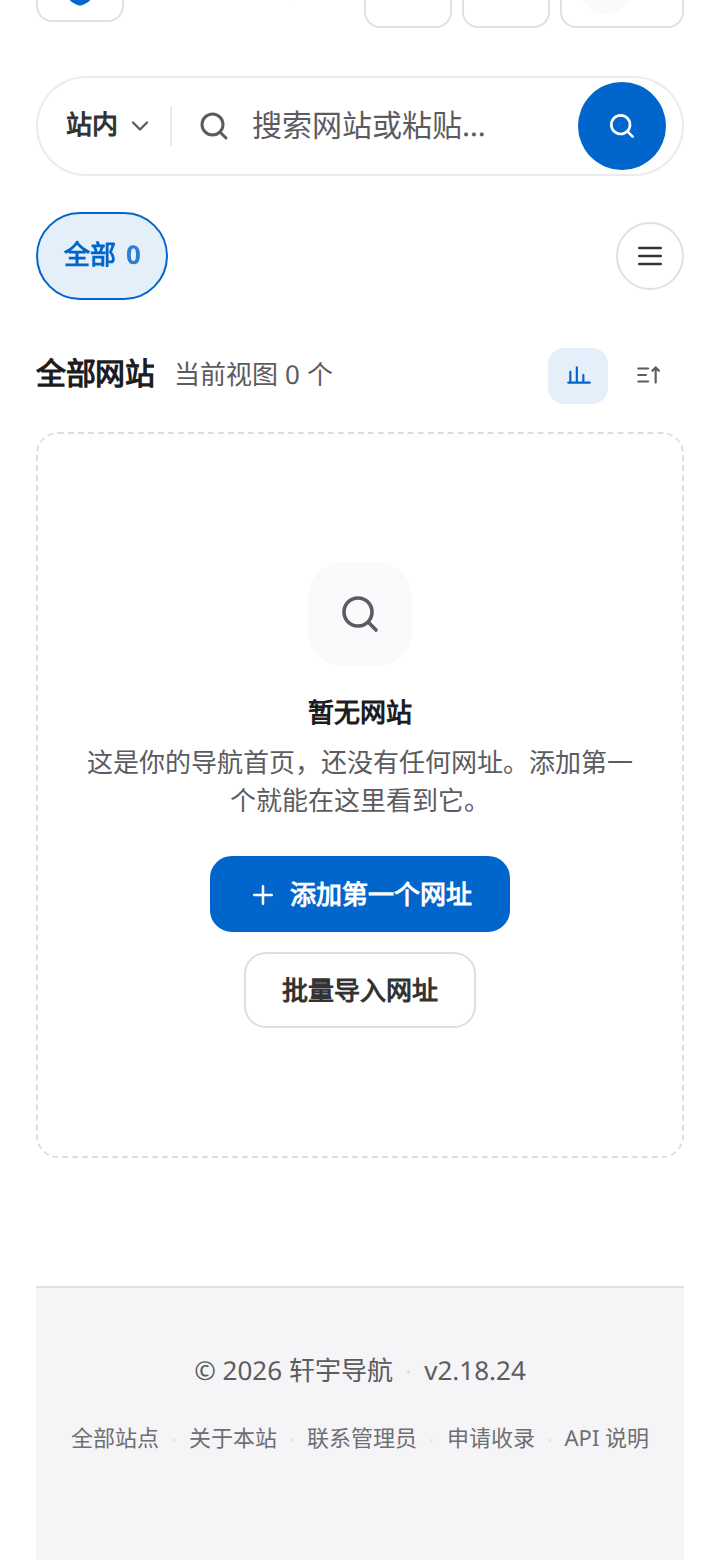 站内
搜索网站或粘贴...
全部 0
全部网站 当前视图 0 个
暂无网站
这是你的导航首页，还没有任何网址。添加第一
个就能在这里看到它。
添加第一个网址
批量导入网址
© 2026 轩宇导航 · v2.18.24
全部站点 · 关于本站 · 联系管理员 · 申请收录 · API 说明